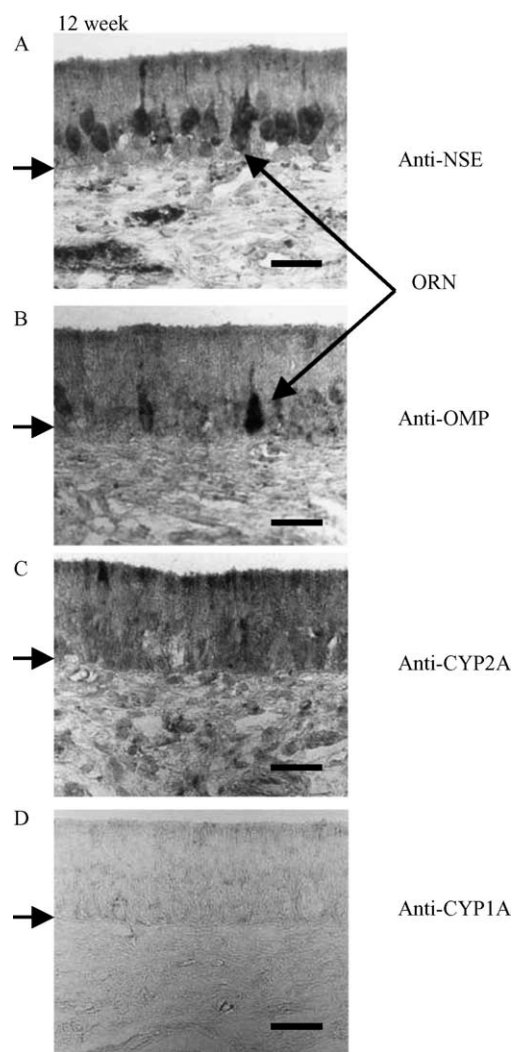 12 week
A
Anti-NSE
ORN
B
Anti-OMP
C
Anti-CYP2A
D
Anti-CYP1A